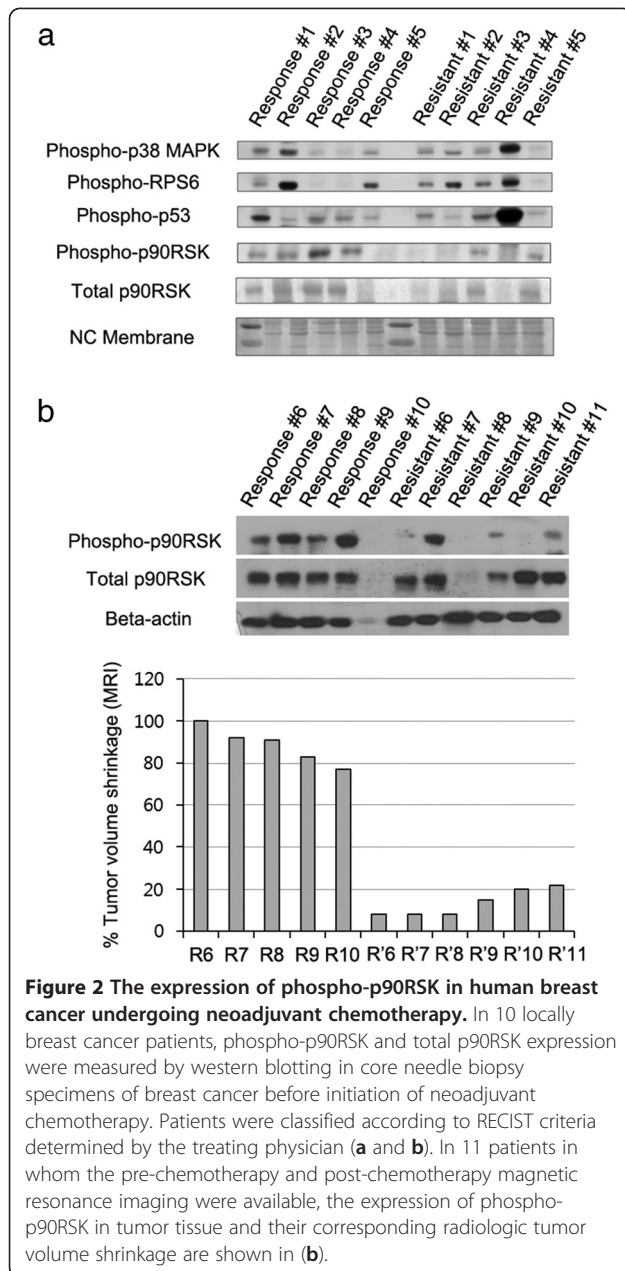 a
Response #1
Response #2
Response #3
Response #4
Response #5
Resistant #1
Resistant #2
Resistant #3
Resistant #4
Resistant #5
Phospho-p38 MAPK
Phospho-RPS6
Phospho-p53
Phospho-p90RSK
Total p90RSK
NC Membrane
b
Response #6
Response #7
Response #8
Response #9
Response #10
Resistant #6
Resistant #7
Resistant #8
Resistant #9
Resistant #10
Resistant #11
Phospho-p90RSK
Total p90RSK
Beta-actin
% Tumor volume shrinkage (MRI)
120
100
80
60
40
20
0
R6 R7 R8 R9 R10 R'6 R'7 R'8 R'9 R'10 R'11
Figure 2 The expression of phospho-p90RSK in human breast
cancer undergoing neoadjuvant chemotherapy. In 10 locally
breast cancer patients, phospho-p90RSK and total p90RSK expression
were measured by western blotting in core needle biopsy
specimens of breast cancer before initiation of neoadjuvant
chemotherapy. Patients were classified according to RECIST criteria
determined by the treating physician (a and b). In 11 patients in
whom the pre-chemotherapy and post-chemotherapy magnetic
resonance imaging were available, the expression of phospho-
p90RSK in tumor tissue and their corresponding radiologic tumor
volume shrinkage are shown in (b).